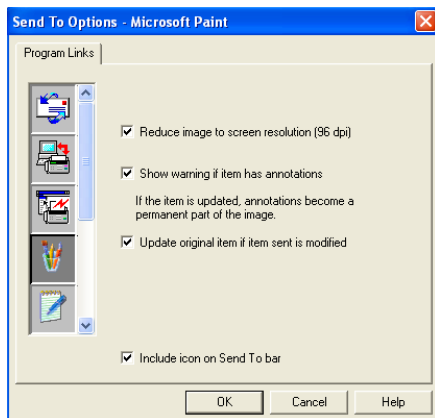 Send To Options - Microsoft Paint
Program Links
Reduce image to screen resolution (96 dpi)
Show warning if item has annotations
If the item is updated, annotations become a
permanent part of the image.
Update original item if item sent is modified
Include icon on Send To bar
OK
Cancel
Help